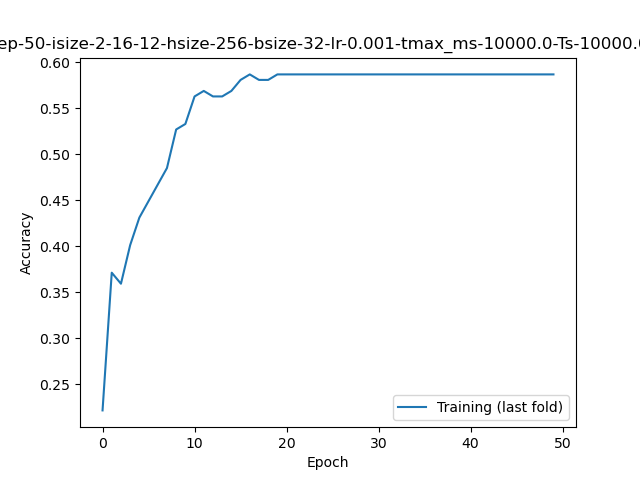 ep-50-isize-2-16-12-hsize-256-bsize-32-lr-0.001-tmax_ms-10000.0-Ts-10000.0
0.60
0.55
0.50
0.45
0.40
0.35
0.30
0.25
Accuracy
Training (last fold)
0 10 20 30 40 50
Epoch